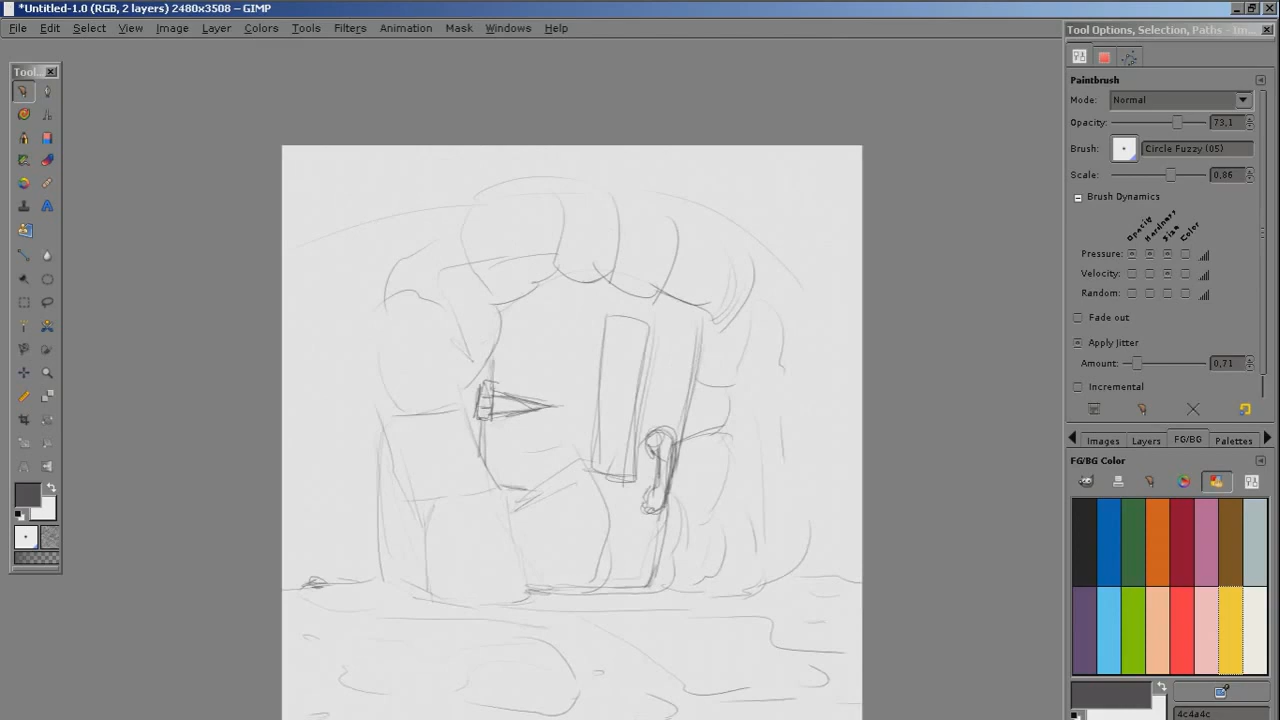 *Untitled-1.0 (RGB, 2 layers) 2480x3508 – GIMP
File Edit Select View Image Layer Colors Tools Filters Animation Mask Windows Help
Tool Options, Selection, Paths - Im...
Tool...
Paintbrush
Mode: Normal
Opacity: 73,1
Brush: Circle Fuzzy (05)
Scale: 0,86
Brush Dynamics
Opacity Hardness Size Color
Pressure:
Velocity:
Random:
Fade out
Apply Jitter
Amount: 0,71
Incremental
Images Layers FG/BG Palettes
FG/BG Color
4c4a4c